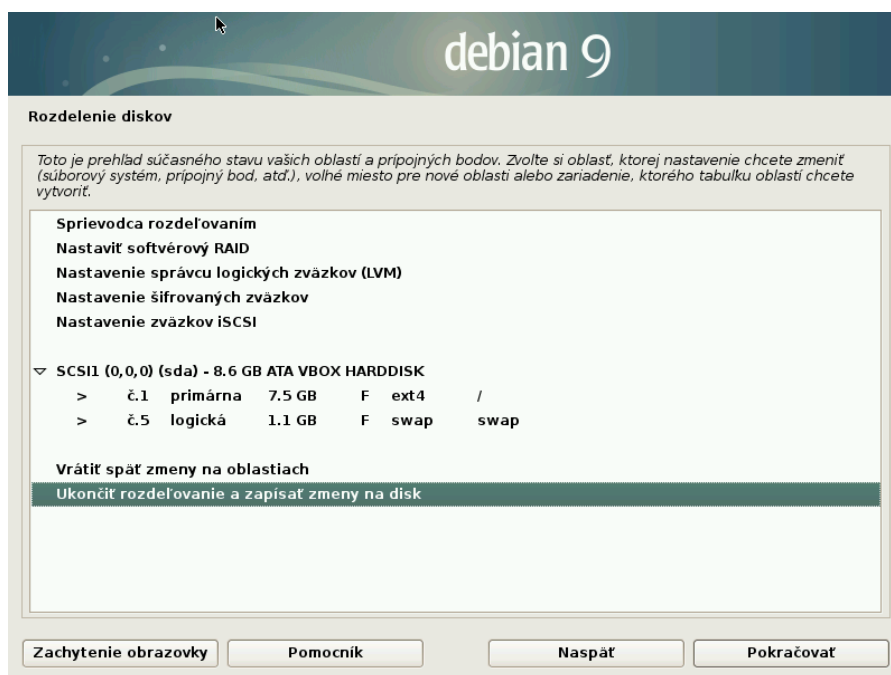 debian 9
Rozdelenie diskov
Toto je prehľad súčasného stavu vašich oblastí a prípojných bodov. Zvoľte si oblasť, ktorej nastavenie chcete zmeniť
(súborový systém, prípojný bod, atď.), voľné miesto pre nové oblasti alebo zariadenie, ktorého tabuľku oblastí chcete
vytvoriť.
Sprievodca rozdeľovaním
Nastaviť softvérový RAID
Nastavenie správcu logických zväzkov (LVM)
Nastavenie šifrovaných zväzkov
Nastavenie zväzkov iSCSI
SCSI1 (0,0,0) (sda) - 8.6 GB ATA VBOX HARDDISK
> č.1 primárna 7.5 GB F ext4 /
> č.5 logická 1.1 GB F swap swap
Vrátiť späť zmeny na oblastiach
Ukončiť rozdeľovanie a zapísať zmeny na disk
Zachytenie obrazovky Pomocník Naspäť Pokračovať